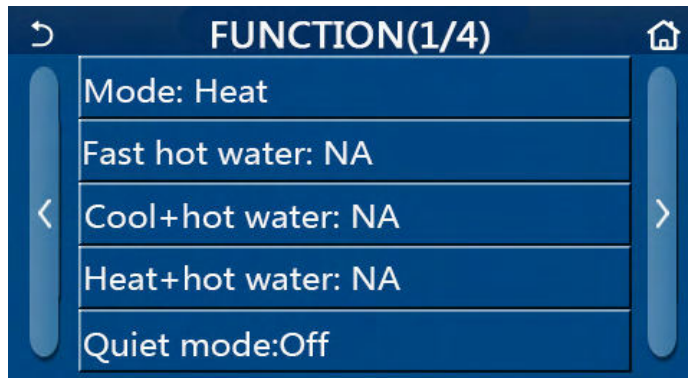 FUNCTION(1/4)
Mode: Heat
Fast hot water: NA
Cool+hot water: NA
Heat+hot water: NA
Quiet mode:Off